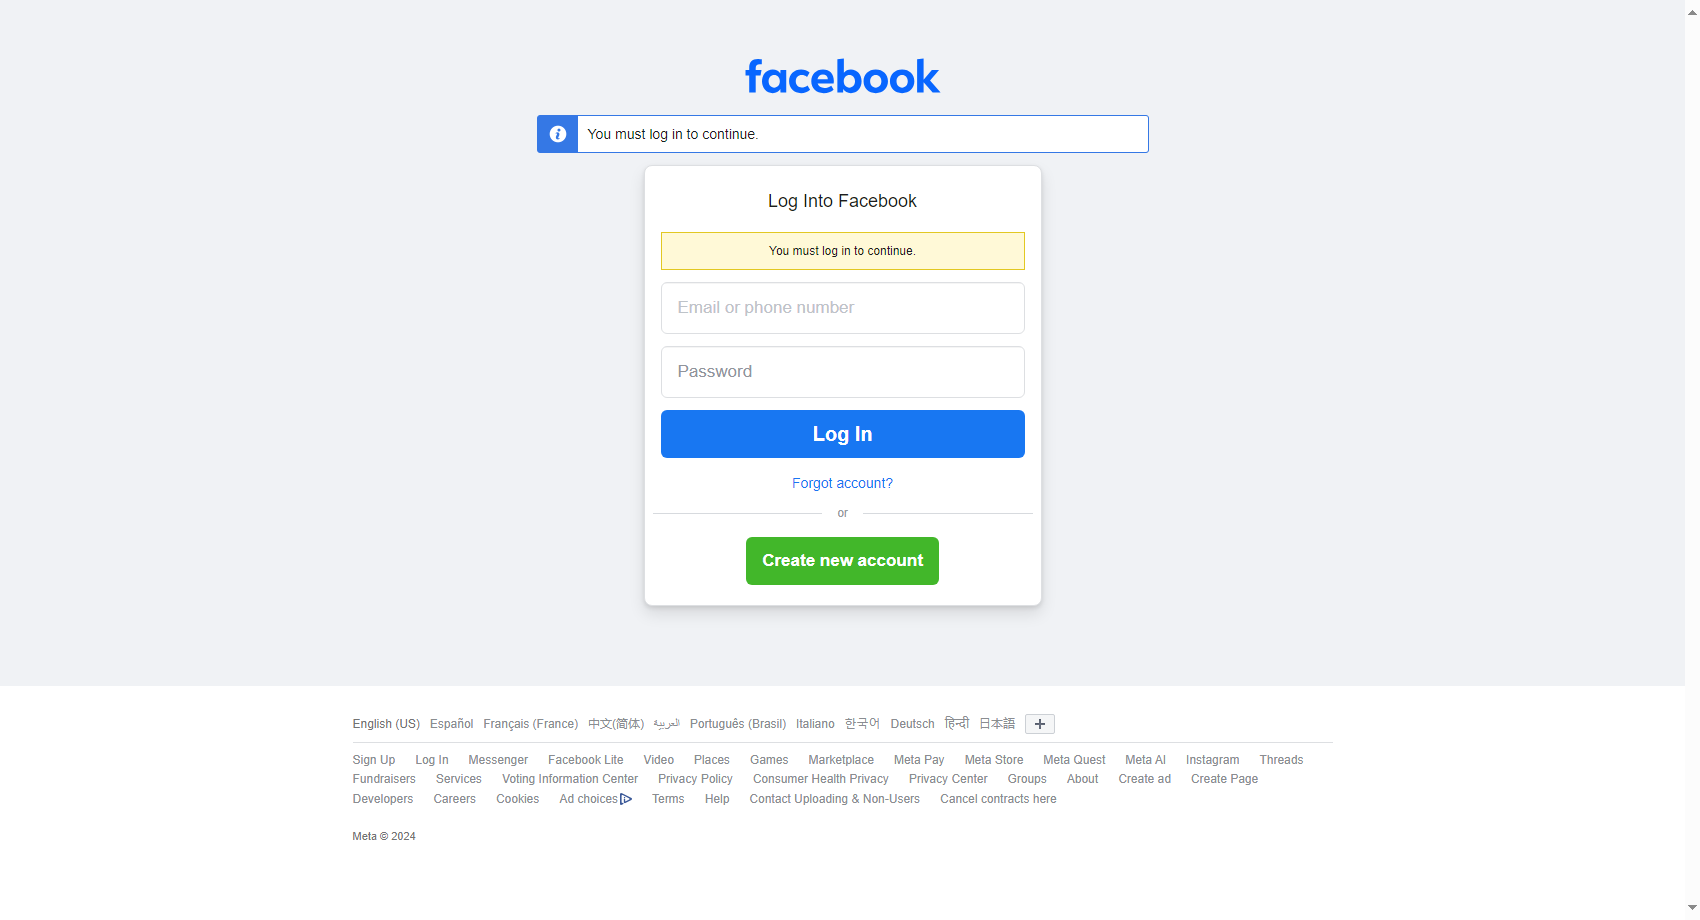 facebook
You must log in to continue.
Log Into Facebook
You must log in to continue.
Email or phone number
Password
Log In
Forgot account?
or
Create new account
English (US) Español Français (France) 中文(简体) العربية Português (Brasil) Italiano 한국어 Deutsch हिन्दी 日本語
Sign Up Log In Messenger Facebook Lite Video Places Games Marketplace Meta Pay Meta Store Meta Quest Meta AI Instagram Threads
Fundraisers Services Voting Information Center Privacy Policy Consumer Health Privacy Privacy Center Groups About Create ad Create Page
Developers Careers Cookies Ad choices Terms Help Contact Uploading & Non-Users Cancel contracts here
Meta © 2024